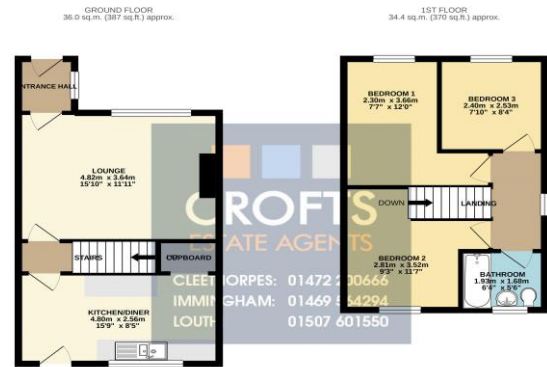 GROUND FLOOR
36.0 sq.m. (387 sq.ft.) approx.
1ST FLOOR
34.4 sq.m. (370 sq.ft.) approx.
ENTRANCE HALL
LOUNGE
4.82m x 3.64m
15'10" x 11'11"
STAIRS
CUPBOARD
KITCHEN/DINER
4.80m x 2.56m
15'9" x 8'5"
BEDROOM 1
2.30m x 3.66m
7'7" x 12'0"
BEDROOM 3
2.40m x 2.53m
7'10" x 8'4"
DOWN
LANDING
BEDROOM 2
2.81m x 3.52m
9'3" x 11'7"
BATHROOM
1.93m x 1.68m
6'4" x 5'6"
CROFTS
ESTATE AGENTS
CLEETHORPES: 01472 200666
IMMINGHAM: 01469 564294
LOUTH 01507 601550